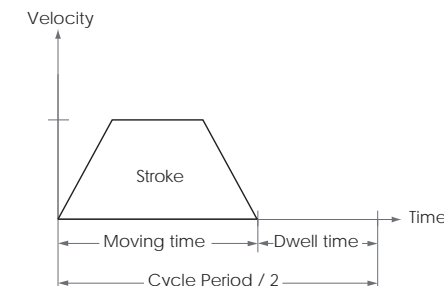 Velocity
Stroke
Time
Moving time
Dwell time
Cycle Period / 2